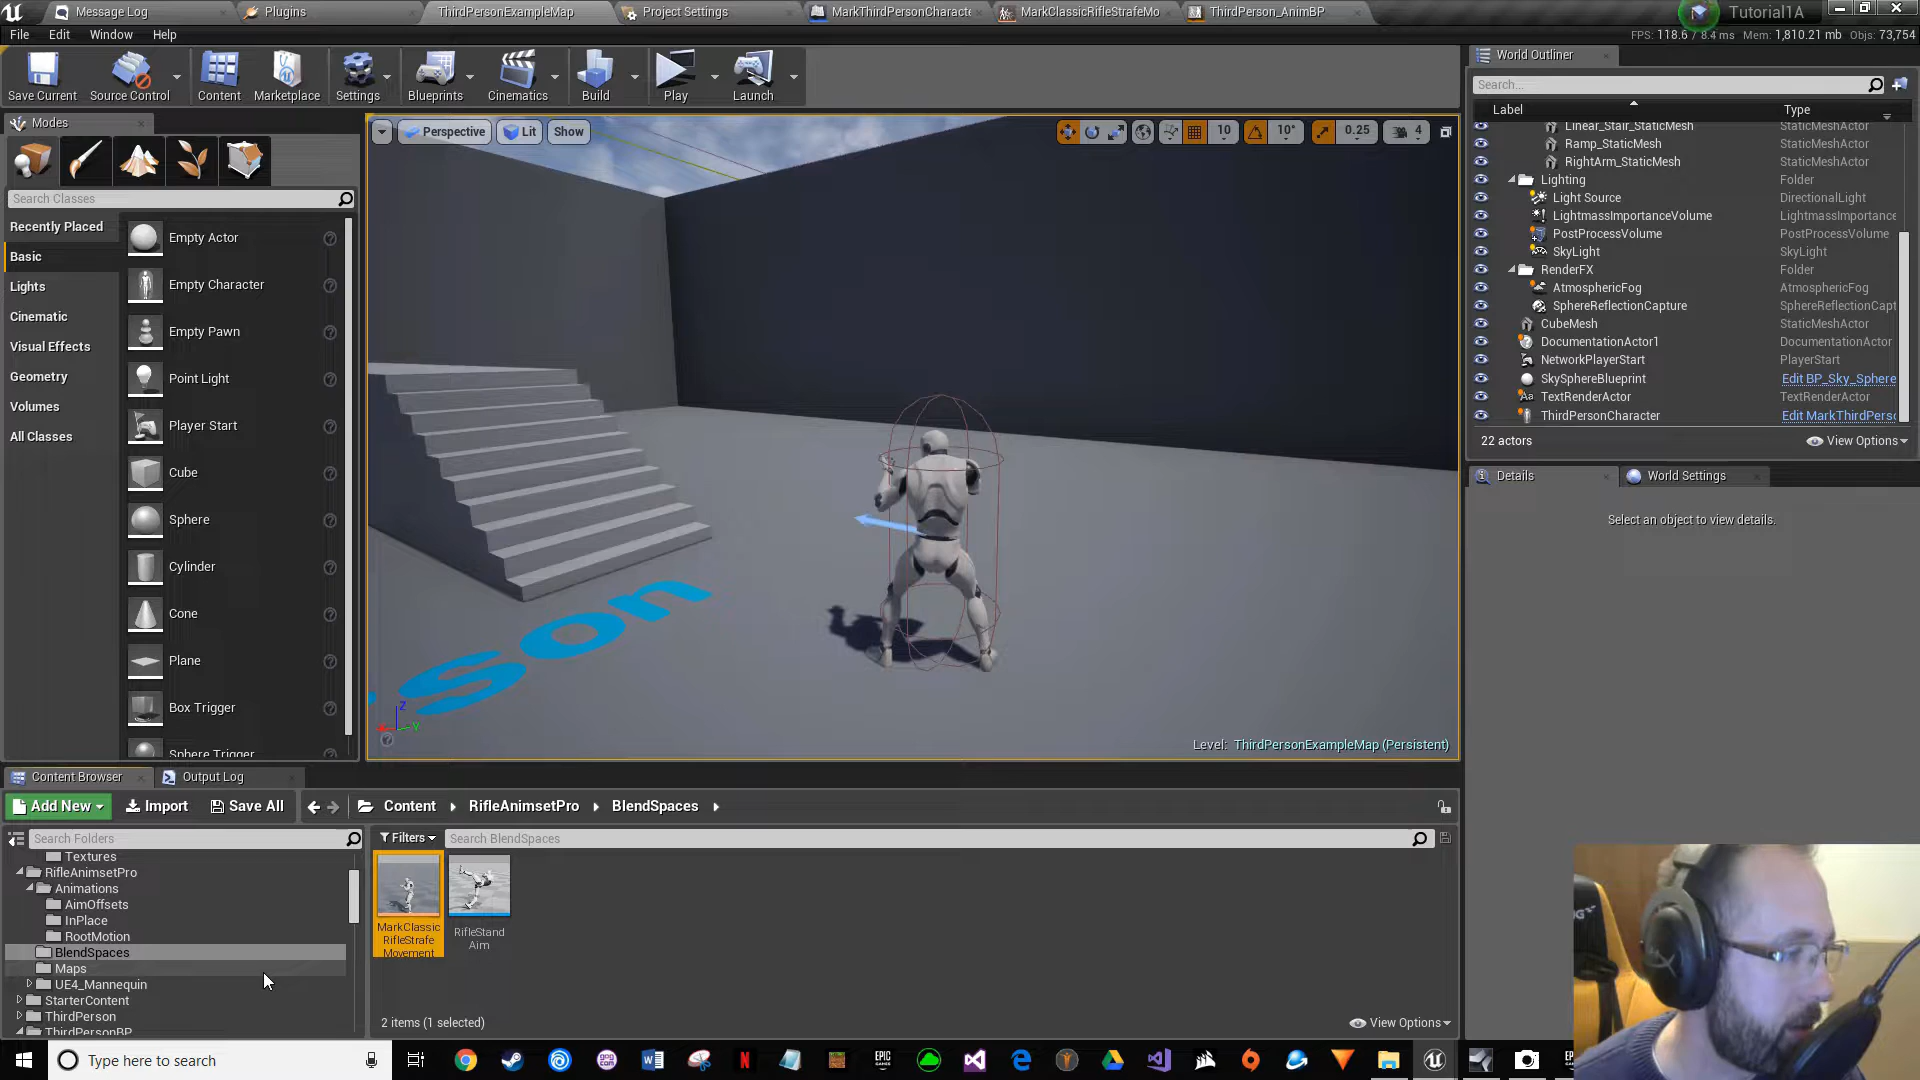 Message Log
Plugins
ThirdPersonExampleMap
Project Settings
MarkThirdPersonCharacte
MarkClassicRifleStrafeMo
ThirdPerson_AnimBP
Tutorial1A
File
Edit
Window
Help
FPS: 118.6 / 8.4 ms
Mem: 1,810.21 mb
Objs: 73,754
Save Current
Source Control
Content
Marketplace
Settings
Blueprints
Cinematics
Build
Play
Launch
Modes
Search Classes
Recently Placed
Basic
Lights
Cinematic
Visual Effects
Geometry
Volumes
All Classes
Empty Actor
Empty Character
Empty Pawn
Point Light
Player Start
Cube
Sphere
Cylinder
Cone
Plane
Box Trigger
Sphere Trigger
Perspective
Lit
Show
10
10°
0.25
4
son
Z
Level: ThirdPersonExampleMap (Persistent)
World Outliner
Search...
Label
Type
Linear_Stair_StaticMesh
StaticMeshActor
Ramp_StaticMesh
StaticMeshActor
RightArm_StaticMesh
StaticMeshActor
Lighting
Folder
Light Source
DirectionalLight
LightmassImportanceVolume
LightmassImportance
PostProcessVolume
PostProcessVolume
SkyLight
SkyLight
RenderFX
Folder
AtmosphericFog
AtmosphericFog
SphereReflectionCapture
SphereReflectionCapt
CubeMesh
StaticMeshActor
DocumentationActor1
DocumentationActor
NetworkPlayerStart
PlayerStart
SkySphereBlueprint
Edit BP_Sky_Sphere
TextRenderActor
TextRenderActor
ThirdPersonCharacter
Edit MarkThirdPerso
22 actors
View Options
Details
World Settings
Select an object to view details.
Content Browser
Output Log
Add New
Import
Save All
Content
RifleAnimsetPro
BlendSpaces
Search Folders
Filters
Search BlendSpaces
Textures
RifleAnimsetPro
Animations
AimOffsets
InPlace
RootMotion
BlendSpaces
Maps
UE4_Mannequin
StarterContent
ThirdPerson
ThirdPersonBP
MarkClassic
RifleStrafe
Movement
RifleStand
Aim
2 items (1 selected)
View Options
Type here to search